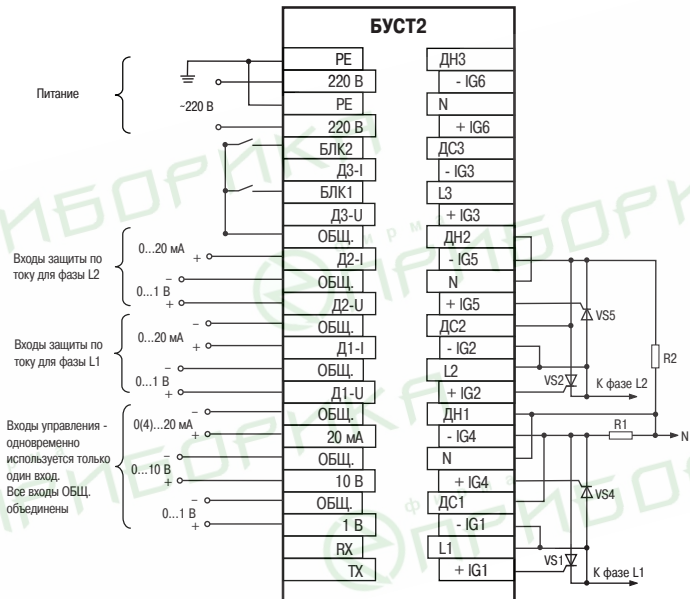 БУСТ2
Питание
~220 В
PE
220 В
PE
220 В
БЛК2
Д3-I
БЛК1
Д3-U
ОБЩ.
Д2-I
ОБЩ.
Д2-U
ОБЩ.
Д1-I
ОБЩ.
Д1-U
ОБЩ.
20 мА
ОБЩ.
10 В
ОБЩ.
1 В
RX
TX
Входы защиты по
току для фазы L2
0...20 мА
+
–
0...1 В
+
Входы защиты по
току для фазы L1
–
0...20 мА
+
–
0...1 В
+
Входы управления -
одновременно
используется только
один вход.
Все входы ОБЩ.
объединены
–
0(4)...20 мА
+
–
0...10 В
+
–
0...1 В
+
ДН3
- IG6
N
+ IG6
ДС3
- IG3
L3
+ IG3
ДН2
- IG5
N
+ IG5
ДС2
- IG2
L2
+ IG2
ДН1
- IG4
N
+ IG4
ДС1
- IG1
L1
+ IG1
VS5
R2
VS2
К фазе L2
R1
N
VS4
VS1
К фазе L1
фирма
ПРИБОРИКА
ПРИБОРИКА
фирма
ПРИБОРИКА